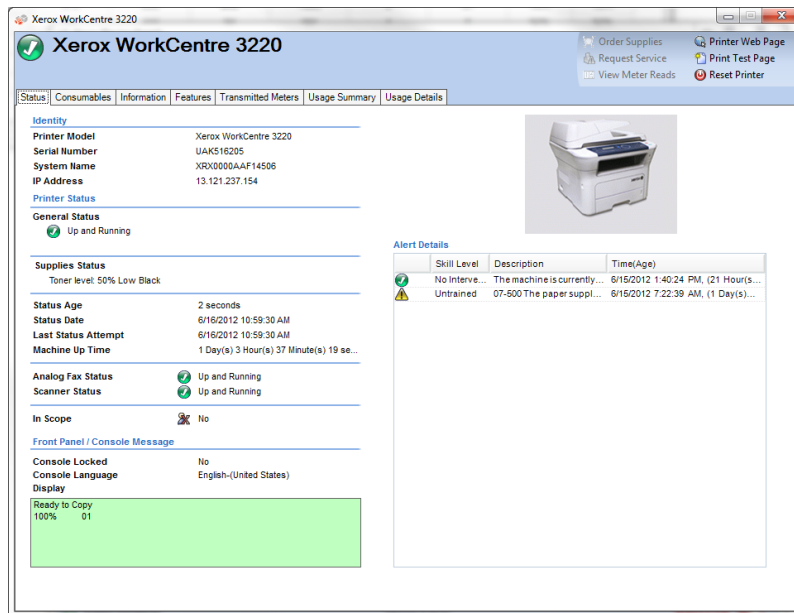 Xerox WorkCentre 3220
Xerox WorkCentre 3220
Order Supplies
Printer Web Page
Request Service
Print Test Page
View Meter Reads
Reset Printer
Status Consumables Information Features Transmitted Meters Usage Summary Usage Details
Identity
Printer Model Xerox WorkCentre 3220
Serial Number UAK516205
System Name XRX0000AAF14506
IP Address 13.121.237.154
Printer Status
General Status
Up and Running
Supplies Status
Toner level: 50% Low Black
Status Age 2 seconds
Status Date 6/16/2012 10:59:30 AM
Last Status Attempt 6/16/2012 10:59:30 AM
Machine Up Time 1 Day(s) 3 Hour(s) 37 Minute(s) 19 se...
Analog Fax Status Up and Running
Scanner Status Up and Running
In Scope No
Front Panel / Console Message
Console Locked No
Console Language English-(United States)
Display
Ready to Copy
100% 01
Alert Details
Skill Level Description Time(Age)
No Interve... The machine is currently... 6/15/2012 1:40:24 PM, (21 Hour(s...
Untrained 07-500 The paper suppl... 6/15/2012 7:22:39 AM, (1 Day(s)...